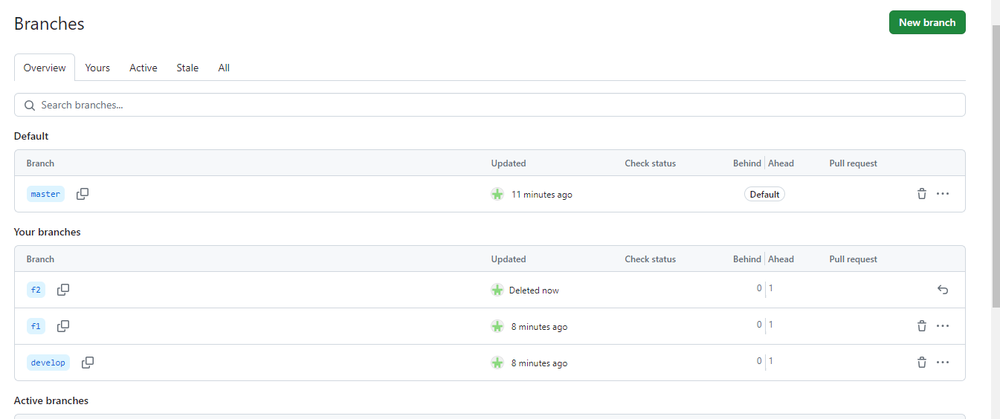 Branches
New branch
Overview Yours Active Stale All
Search branches...
Default
Branch Updated Check status Behind Ahead Pull request
master 11 minutes ago Default
Your branches
Branch Updated Check status Behind Ahead Pull request
f2 Deleted now 0 1
f1 8 minutes ago 0 1
develop 8 minutes ago 0 1
Active branches